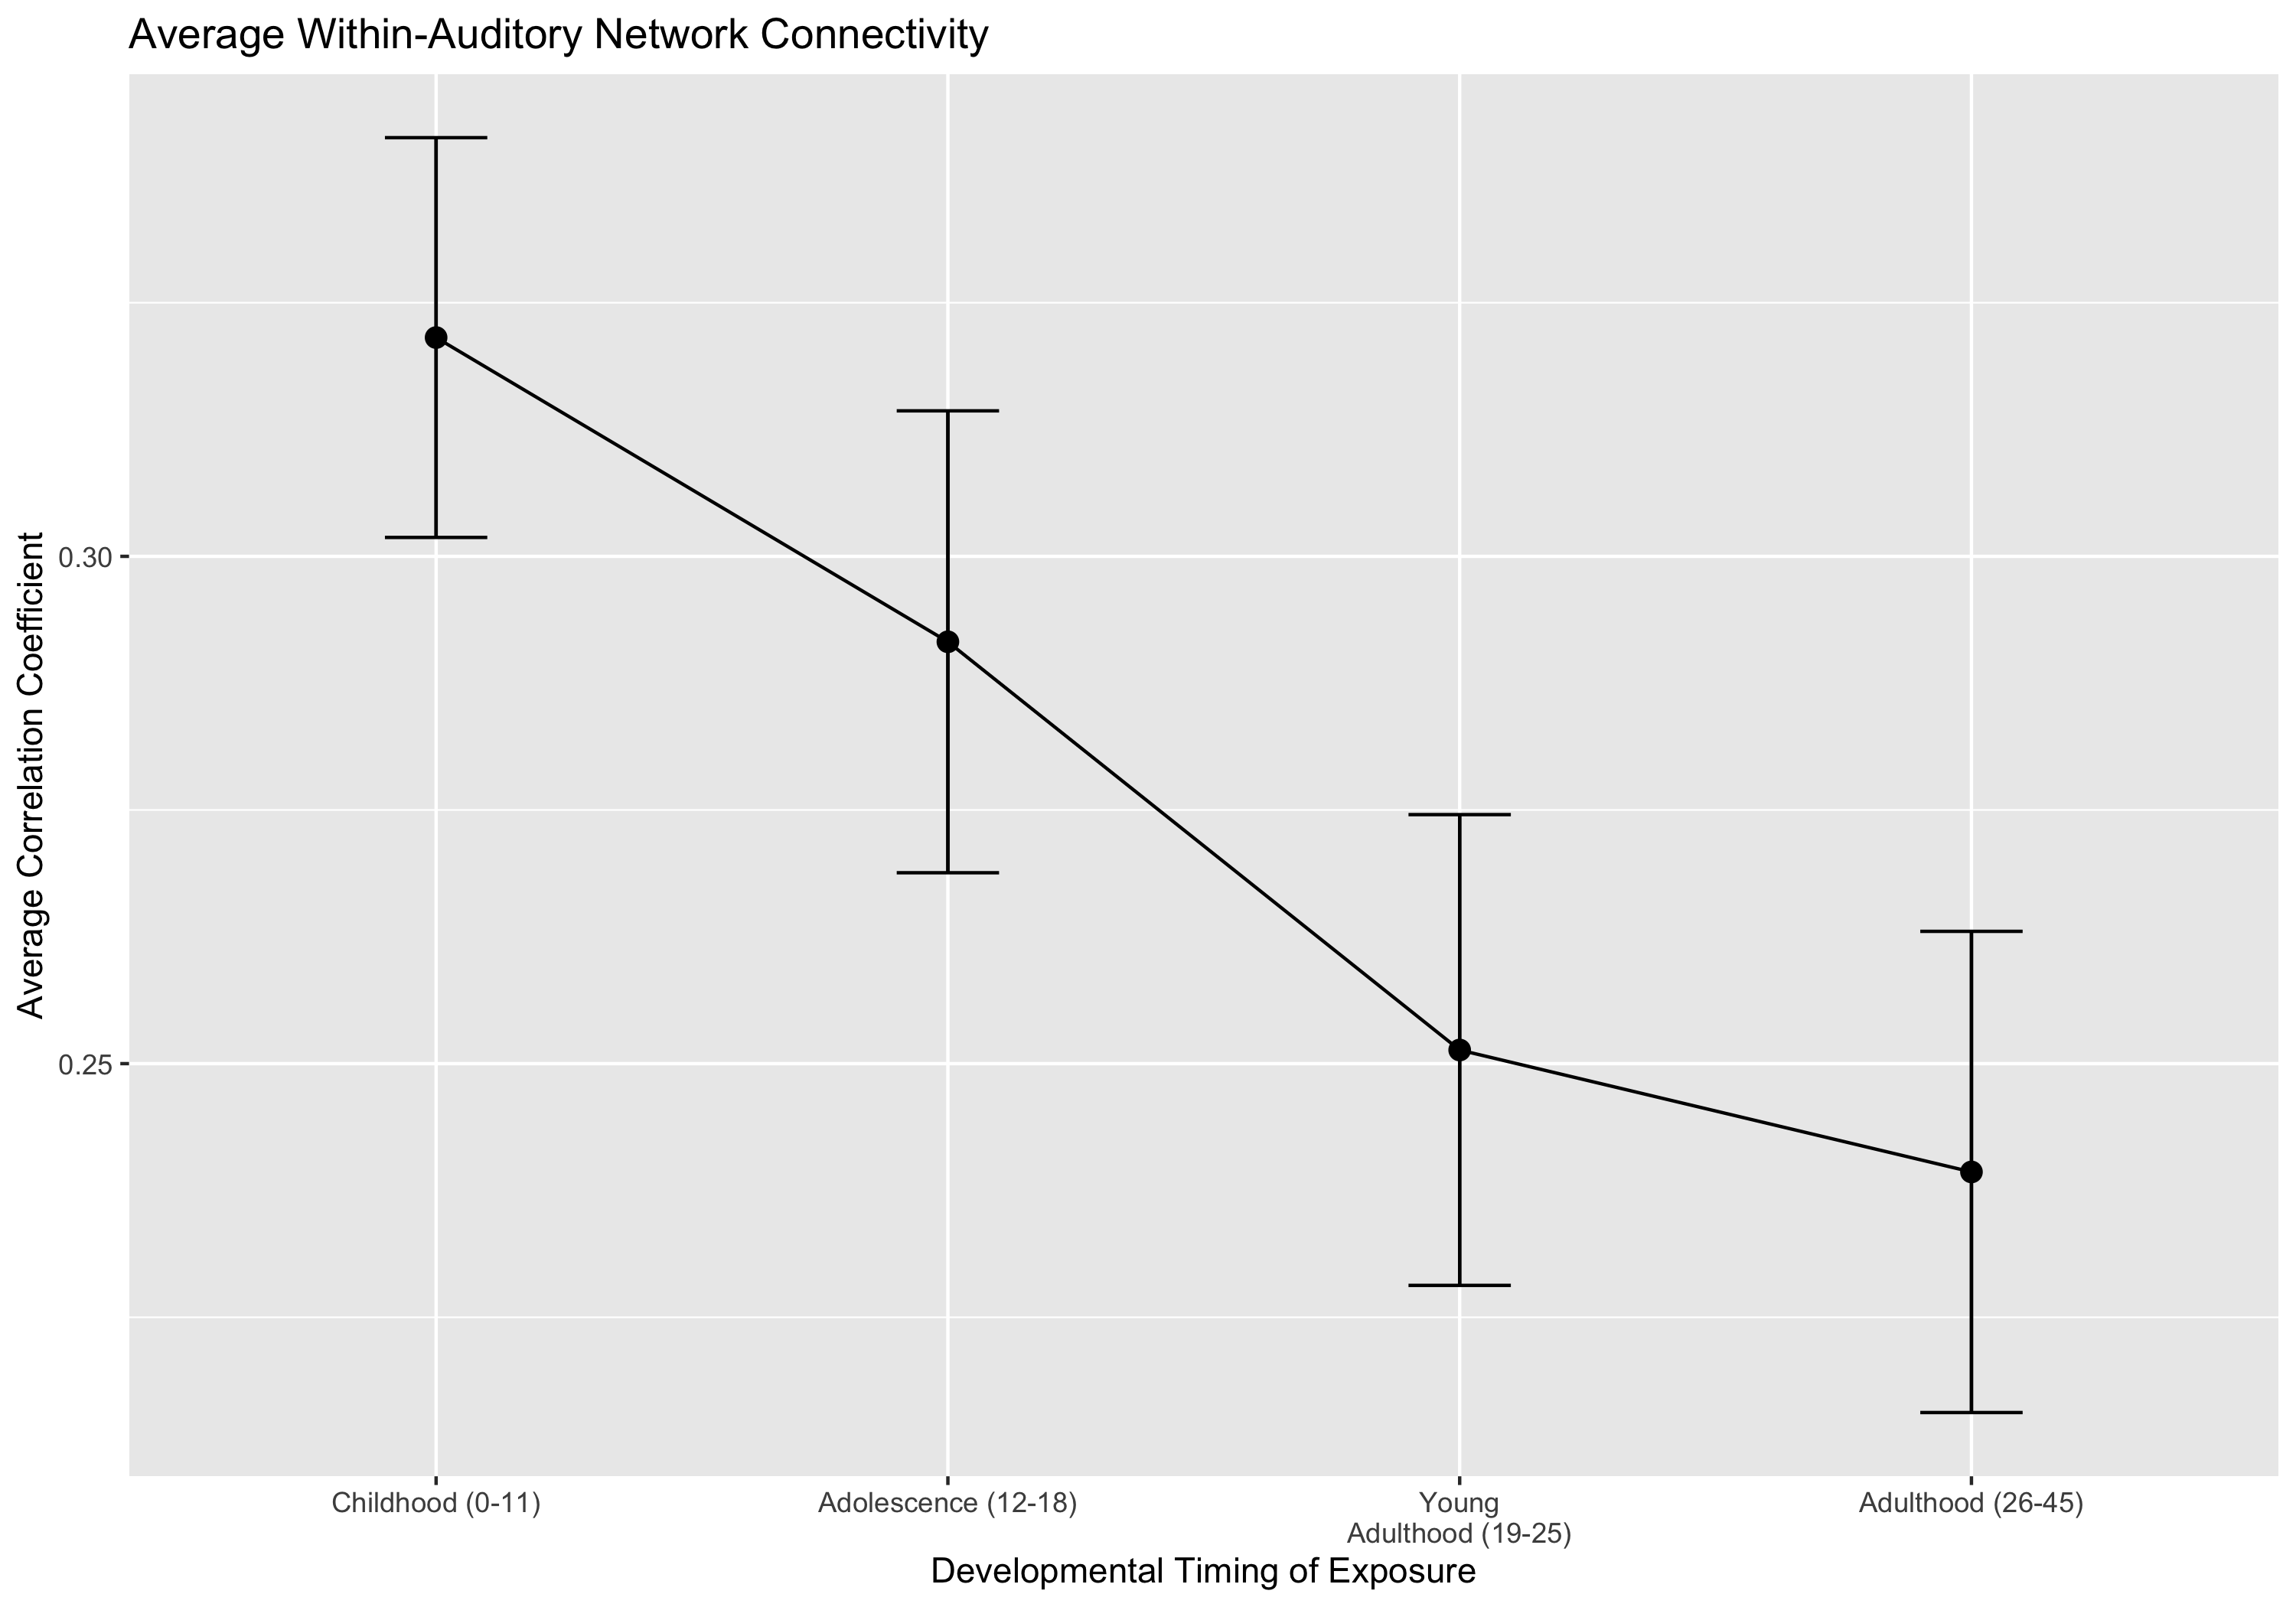 Average Within-Auditory Network Connectivity
Average Correlation Coefficient
0.30
0.25
Childhood (0-11)
Adolescence (12-18)
Young
Adulthood (19-25)
Adulthood (26-45)
Developmental Timing of Exposure